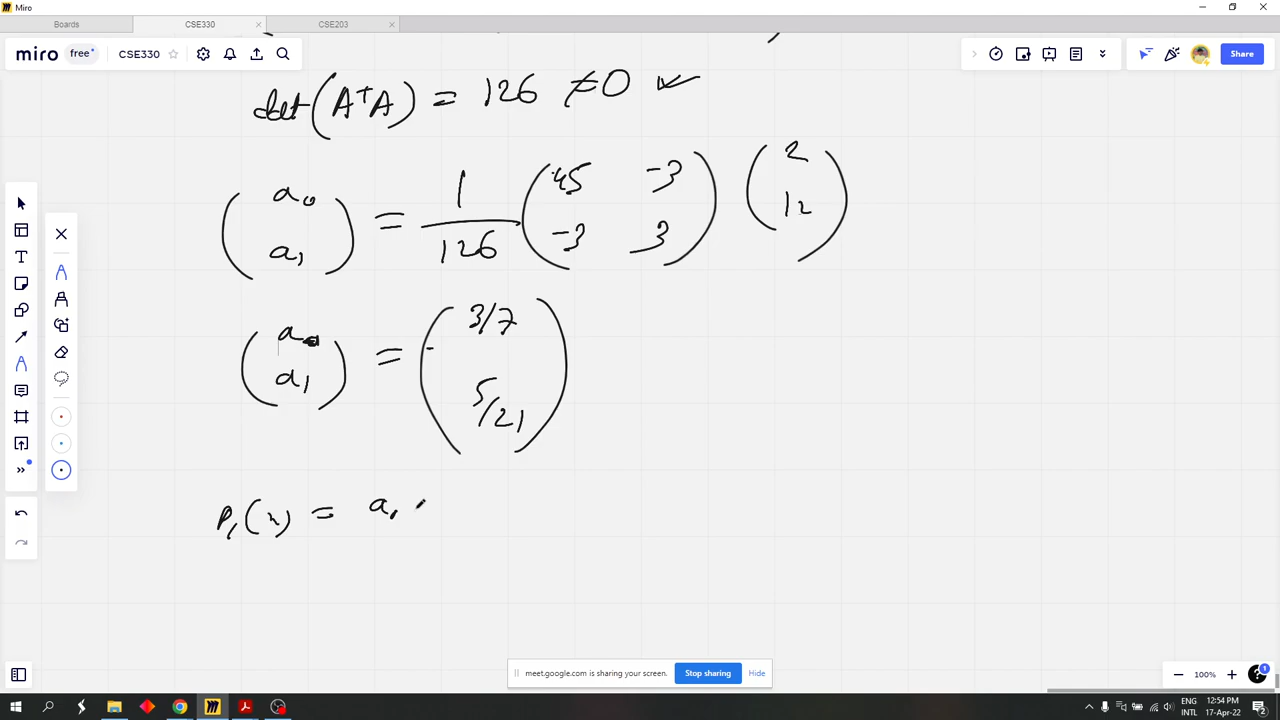 Miro
Boards
CSE330
CSE203
miro free CSE330
Share
det(AᵀA) = 126 ≠0 ✓
(a₀ a₁) = 1/126 (45 -3 -3 3) (2 12)
(a₀ a₁) = (3/7 5/21)
P₁(x) = a₁
meet.google.com is sharing your screen. Stop sharing Hide
100%
ENG 12:54 PM
INTL 17-Apr-22